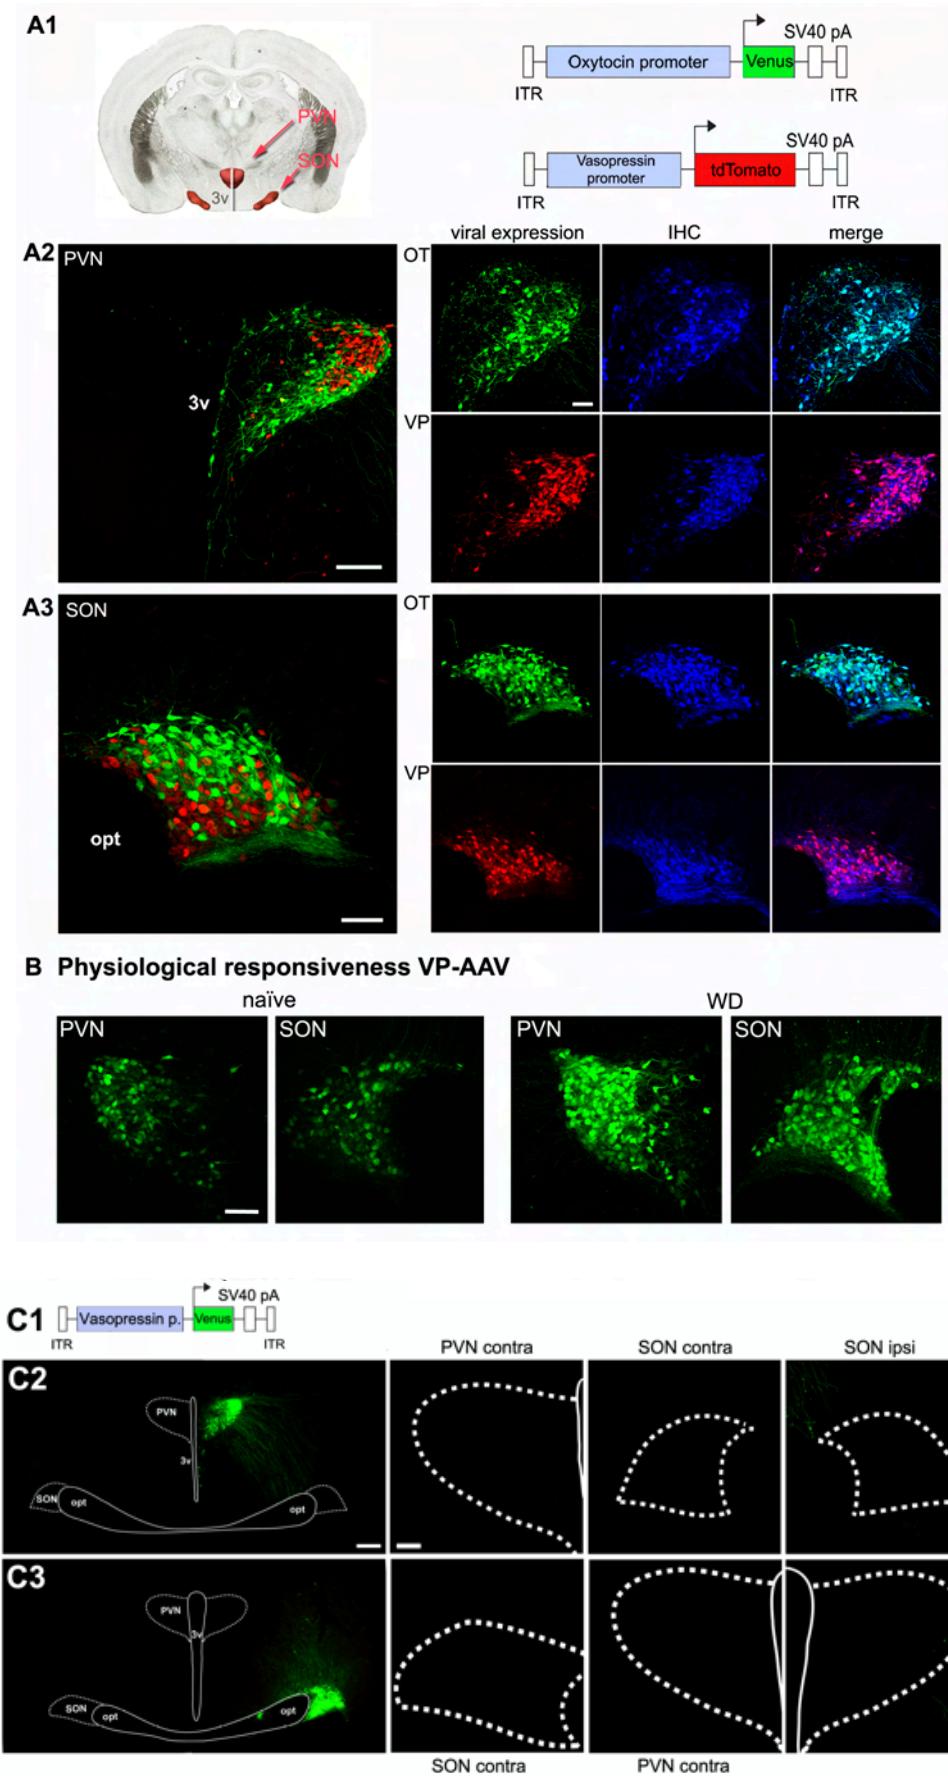 A1
PVN
SON
3v
SV40 pA
Oxytocin promoter
Venus
ITR
ITR
SV40 pA
Vasopressin
promoter
tdTomato
ITR
ITR
viral expression
IHC
merge
A2
PVN
3v
OT
VP
A3
SON
opt
OT
VP
B Physiological responsiveness VP-AAV
naïve
WD
PVN
SON
PVN
SON
C1
SV40 pA
Vasopressin p.
Venus
ITR
ITR
PVN contra
SON contra
SON ipsi
C2
PVN
3v
SON
opt
opt
C3
PVN
3v
SON
opt
opt
SON contra
PVN contra